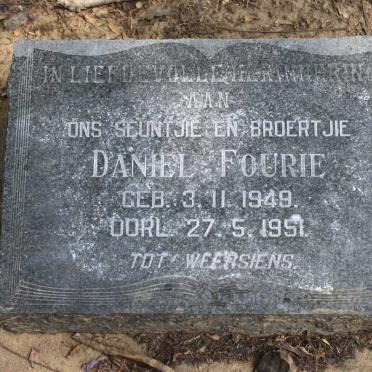 IN LIEFDEVOLLE HERINNERING
AAN
ONS SEUNTJIE EN BROERTJIE
DANIEL FOURIE
GEB. 3. 11. 1949.
OORL. 27. 5. 1951.
TOT WEERSIENS.